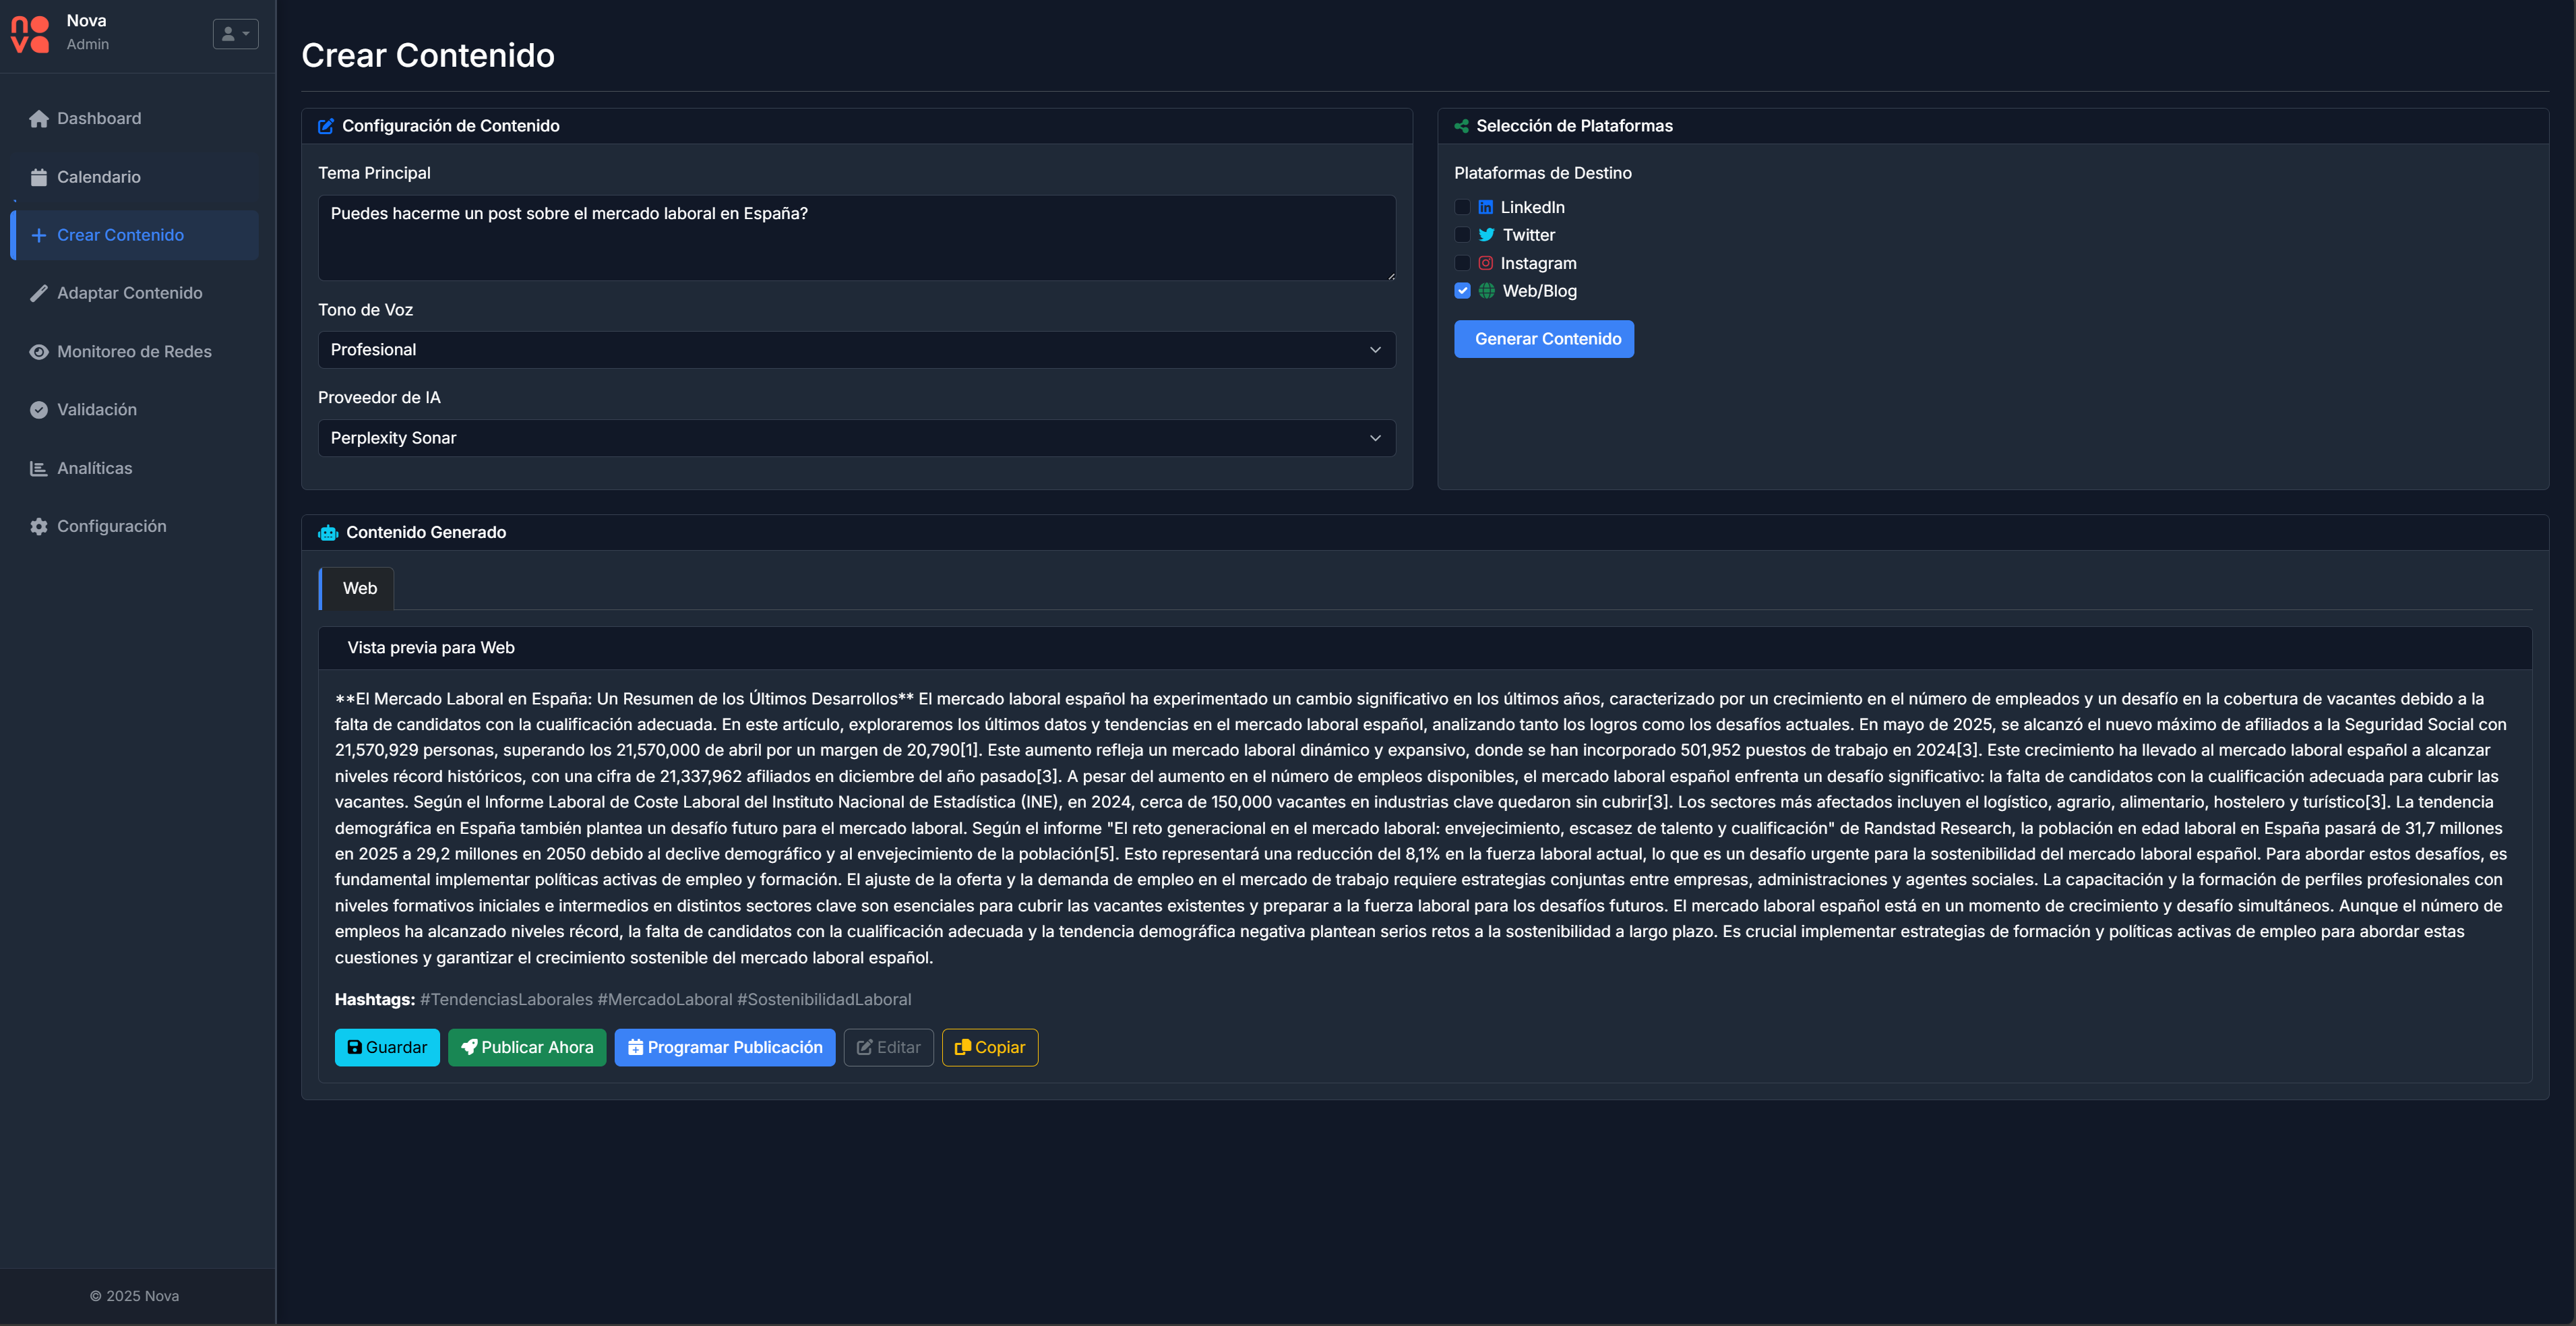 nova
Nova
Admin
Dashboard
Calendario
Crear Contenido
Adaptar Contenido
Monitoreo de Redes
Validación
Analíticas
Configuración
© 2025 Nova
Crear Contenido
Configuración de Contenido
Tema Principal
Puedes hacerme un post sobre el mercado laboral en España?
Tono de Voz
Profesional
Proveedor de IA
Perplexity Sonar
Selección de Plataformas
Plataformas de Destino
LinkedIn
Twitter
Instagram
Web/Blog
Generar Contenido
Contenido Generado
Web
Vista previa para Web
**El Mercado Laboral en España: Un Resumen de los Últimos Desarrollos** El mercado laboral español ha experimentado un cambio significativo en los últimos años, caracterizado por un crecimiento en el número de empleados y un desafío en la cobertura de vacantes debido a la
falta de candidatos con la cualificación adecuada. En este artículo, exploraremos los últimos datos y tendencias en el mercado laboral español, analizando tanto los logros como los desafíos actuales. En mayo de 2025, se alcanzó el nuevo máximo de afiliados a la Seguridad Social con
21,570,929 personas, superando los 21,570,000 de abril por un margen de 20,790[1]. Este aumento refleja un mercado laboral dinámico y expansivo, donde se han incorporado 501,952 puestos de trabajo en 2024[3]. Este crecimiento ha llevado al mercado laboral español a alcanzar
niveles récord históricos, con una cifra de 21,337,962 afiliados en diciembre del año pasado[3]. A pesar del aumento en el número de empleos disponibles, el mercado laboral español enfrenta un desafío significativo: la falta de candidatos con la cualificación adecuada para cubrir las
vacantes. Según el Informe Laboral de Coste Laboral del Instituto Nacional de Estadística (INE), en 2024, cerca de 150,000 vacantes en industrias clave quedaron sin cubrir[3]. Los sectores más afectados incluyen el logístico, agrario, alimentario, hostelero y turístico[3]. La tendencia
demográfica en España también plantea un desafío futuro para el mercado laboral. Según el informe "El reto generacional en el mercado laboral: envejecimiento, escasez de talento y cualificación" de Randstad Research, la población en edad laboral en España pasará de 31,7 millones
en 2025 a 29,2 millones en 2050 debido al declive demográfico y al envejecimiento de la población[5]. Esto representará una reducción del 8,1% en la fuerza laboral actual, lo que es un desafío urgente para la sostenibilidad del mercado laboral español. Para abordar estos desafíos, es
fundamental implementar políticas activas de empleo y formación. El ajuste de la oferta y la demanda de empleo en el mercado de trabajo requiere estrategias conjuntas entre empresas, administraciones y agentes sociales. La capacitación y la formación de perfiles profesionales con
niveles formativos iniciales e intermedios en distintos sectores clave son esenciales para cubrir las vacantes existentes y preparar a la fuerza laboral para los desafíos futuros. El mercado laboral español está en un momento de crecimiento y desafío simultáneos. Aunque el número de
empleos ha alcanzado niveles récord, la falta de candidatos con la cualificación adecuada y la tendencia demográfica negativa plantean serios retos a la sostenibilidad a largo plazo. Es crucial implementar estrategias de formación y políticas activas de empleo para abordar estas
cuestiones y garantizar el crecimiento sostenible del mercado laboral español.
Hashtags: #TendenciasLaborales #MercadoLaboral #SostenibilidadLaboral
Guardar
Publicar Ahora
Programar Publicación
Editar
Copiar